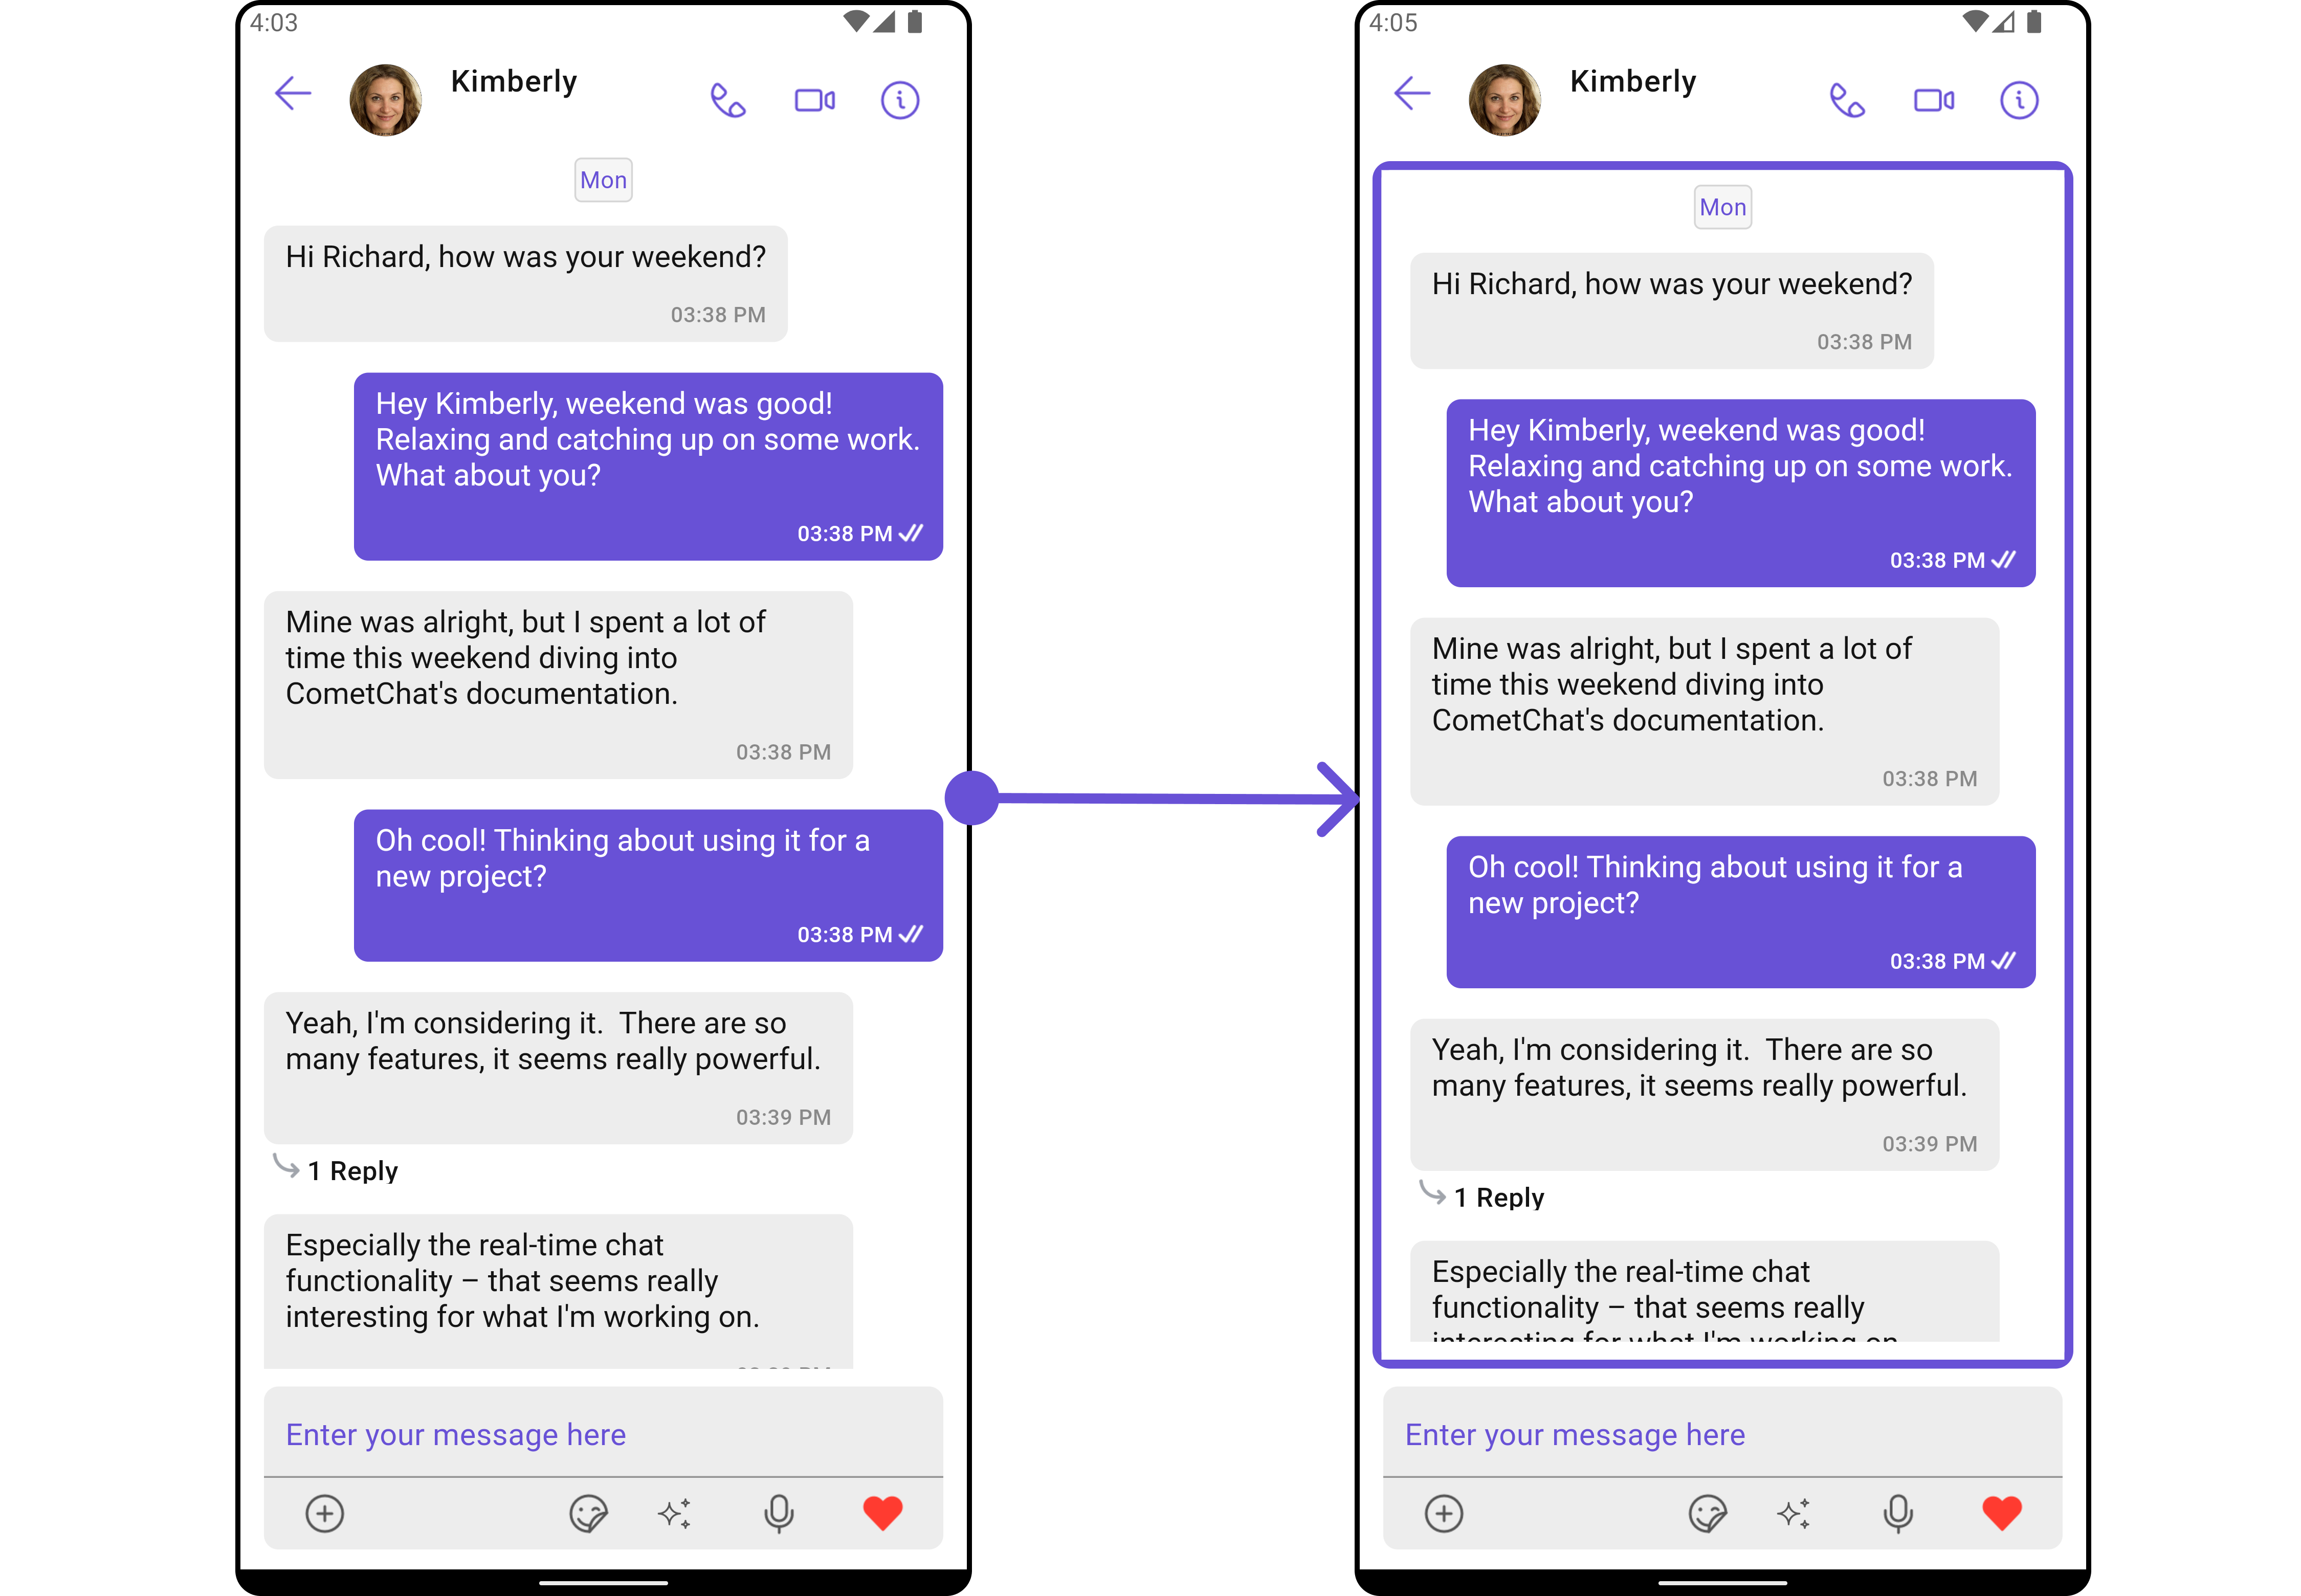 4:03
Kimberly
Mon
Hi Richard, how was your weekend?
03:38 PM
Hey Kimberly, weekend was good!
Relaxing and catching up on some work.
What about you?
03:38 PM
Mine was alright, but I spent a lot of
time this weekend diving into
CometChat's documentation.
03:38 PM
Oh cool! Thinking about using it for a
new project?
03:38 PM
Yeah, I'm considering it.  There are so
many features, it seems really powerful.
03:39 PM
1 Reply
Especially the real-time chat
functionality – that seems really
interesting for what I'm working on.
Enter your message here
4:05
Kimberly
Mon
Hi Richard, how was your weekend?
03:38 PM
Hey Kimberly, weekend was good!
Relaxing and catching up on some work.
What about you?
03:38 PM
Mine was alright, but I spent a lot of
time this weekend diving into
CometChat's documentation.
03:38 PM
Oh cool! Thinking about using it for a
new project?
03:38 PM
Yeah, I'm considering it.  There are so
many features, it seems really powerful.
03:39 PM
1 Reply
Especially the real-time chat
functionality – that seems really
interesting for what I'm working on
Enter your message here